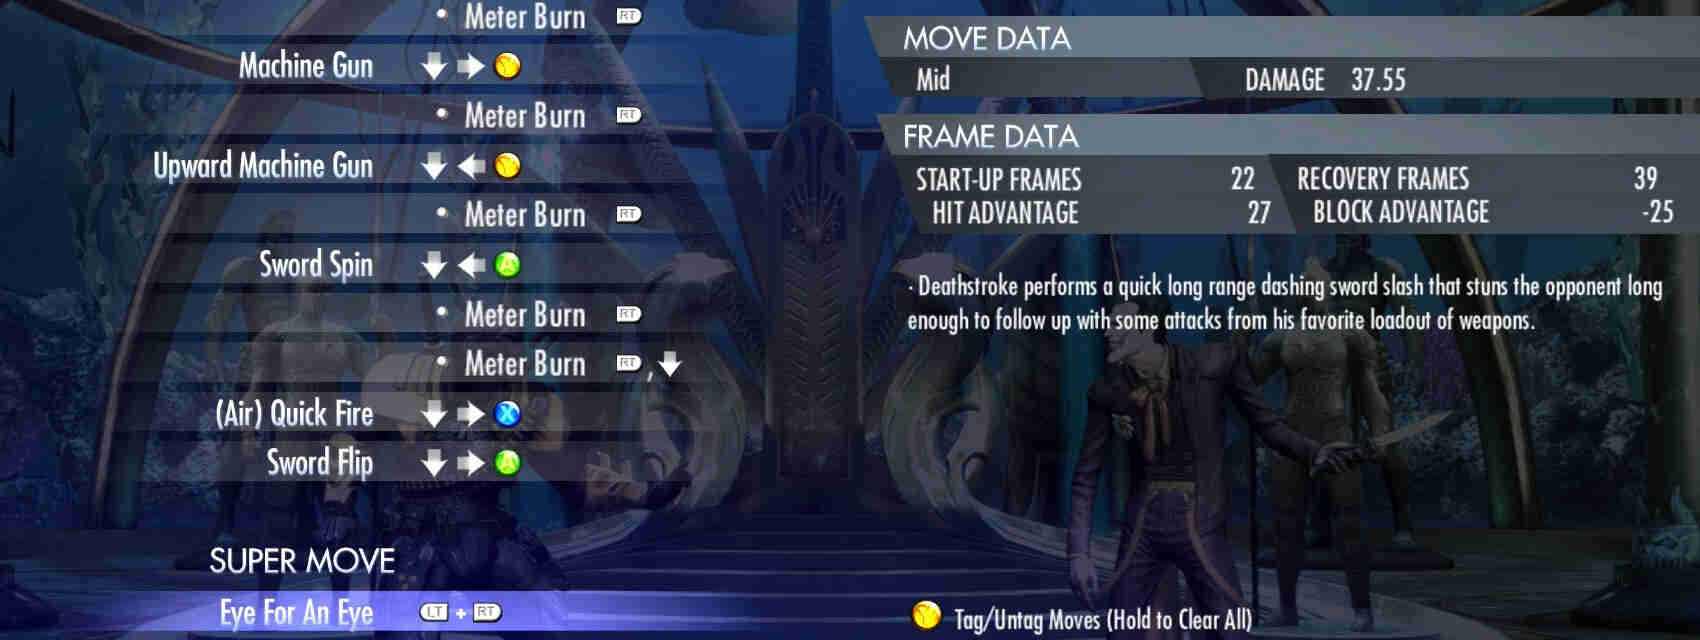 Meter Burn RT
Machine Gun Y
Meter Burn RT
Upward Machine Gun Y
Meter Burn RT
Sword Spin A
Meter Burn RT
Meter Burn RT ,
(Air) Quick Fire X
Sword Flip A
SUPER MOVE
Eye For An Eye LT + RT
MOVE DATA
Mid DAMAGE 37.55
FRAME DATA
START-UP FRAMES 22 RECOVERY FRAMES 39
HIT ADVANTAGE 27 BLOCK ADVANTAGE -25
· Deathstroke performs a quick long range dashing sword slash that stuns the opponent long
enough to follow up with some attacks from his favorite loadout of weapons.
Y Tag/Untag Moves (Hold to Clear All)